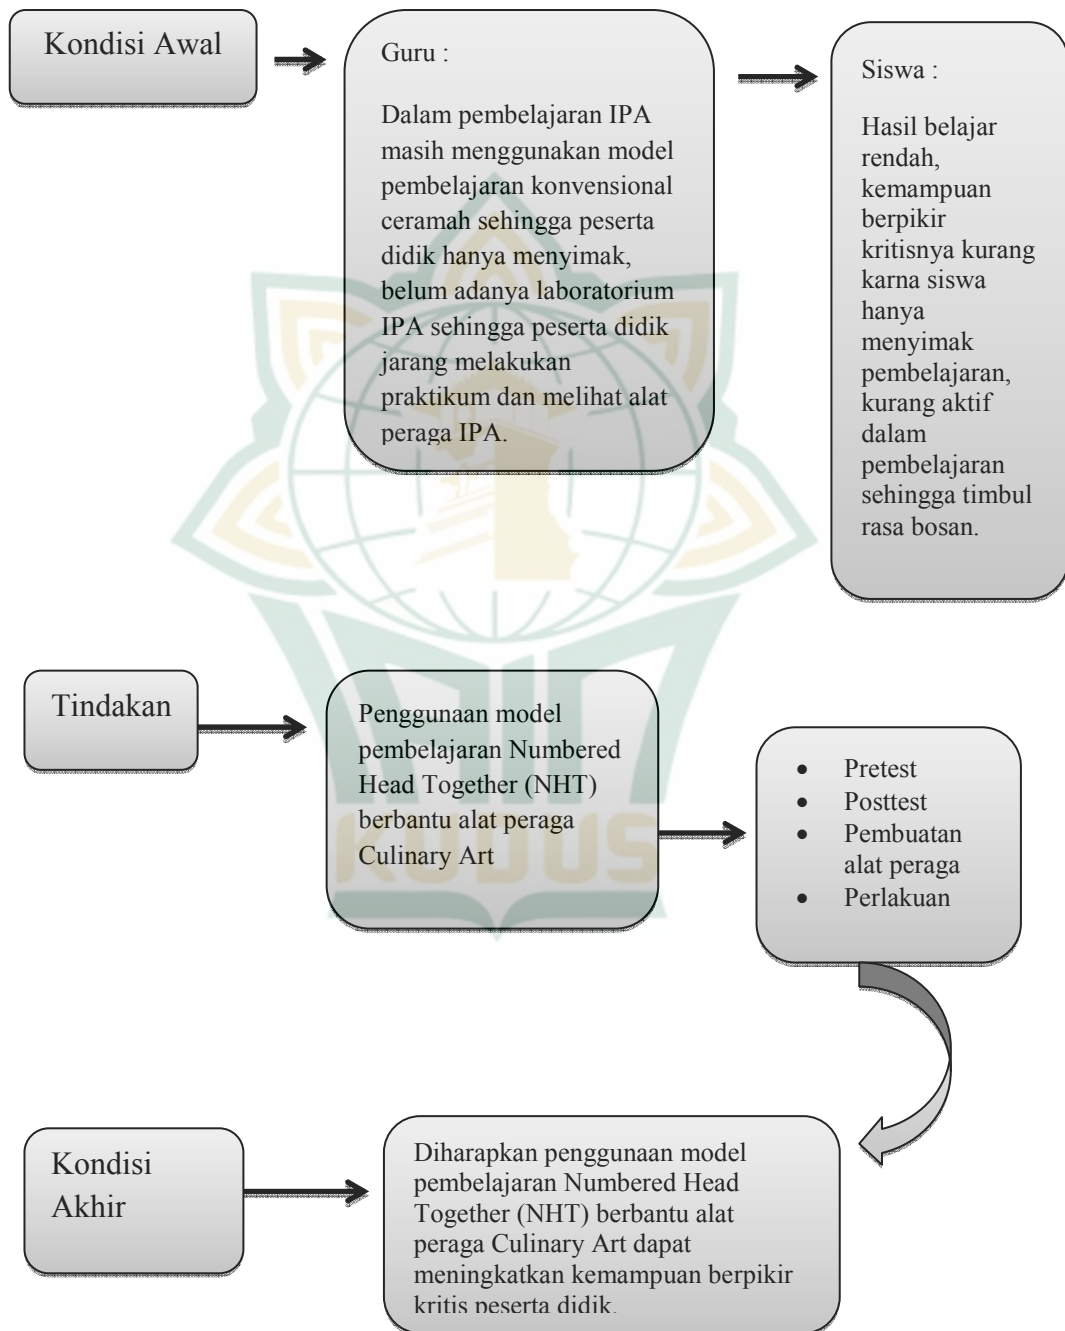 Kondisi Awal
Guru :
Dalam pembelajaran IPA
masih menggunakan model
pembelajaran konvensional
ceramah sehingga peserta
didik hanya menyimak,
belum adanya laboratorium
IPA sehingga peserta didik
jarang melakukan
praktikum dan melihat alat
peraga IPA.
Siswa :
Hasil belajar
rendah,
kemampuan
berpikir
kritisnya kurang
karna siswa
hanya
menyimak
pembelajaran,
kurang aktif
dalam
pembelajaran
sehingga timbul
rasa bosan.
Tindakan
Penggunaan model
pembelajaran Numbered
Head Together (NHT)
berbantu alat peraga
Culinary Art
• Pretest
• Posttest
• Pembuatan
alat peraga
• Perlakuan
KUDUS
Kondisi
Akhir
Diharapkan penggunaan model
pembelajaran Numbered Head
Together (NHT) berbantu alat
peraga Culinary Art dapat
meningkatkan kemampuan berpikir
kritis peserta didik.